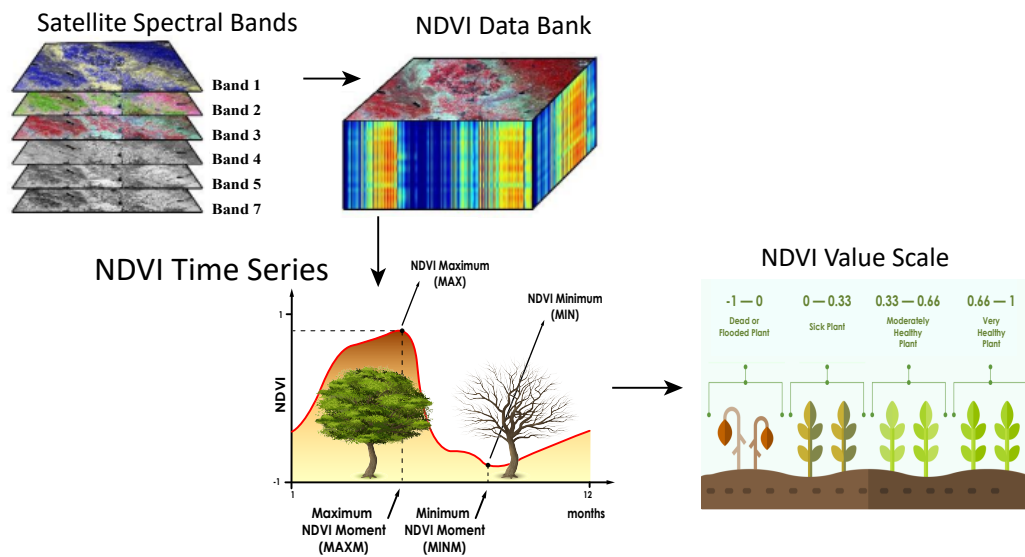 Satellite Spectral Bands
Band 1
Band 2
Band 3
Band 4
Band 5
Band 7
NDVI Data Bank
NDVI Time Series
NDVI Maximum
(MAX)
NDVI Minimum
(MIN)
1
NDVI
-1
1
12
months
Maximum
NDVI Moment
(MAXM)
Minimum
NDVI Moment
(MINM)
NDVI Value Scale
-1 — 0
Dead or
Flooded Plant
0 — 0.33
Sick Plant
0.33 — 0.66
Moderately
Healthy
Plant
0.66 — 1
Very
Healthy
Plant